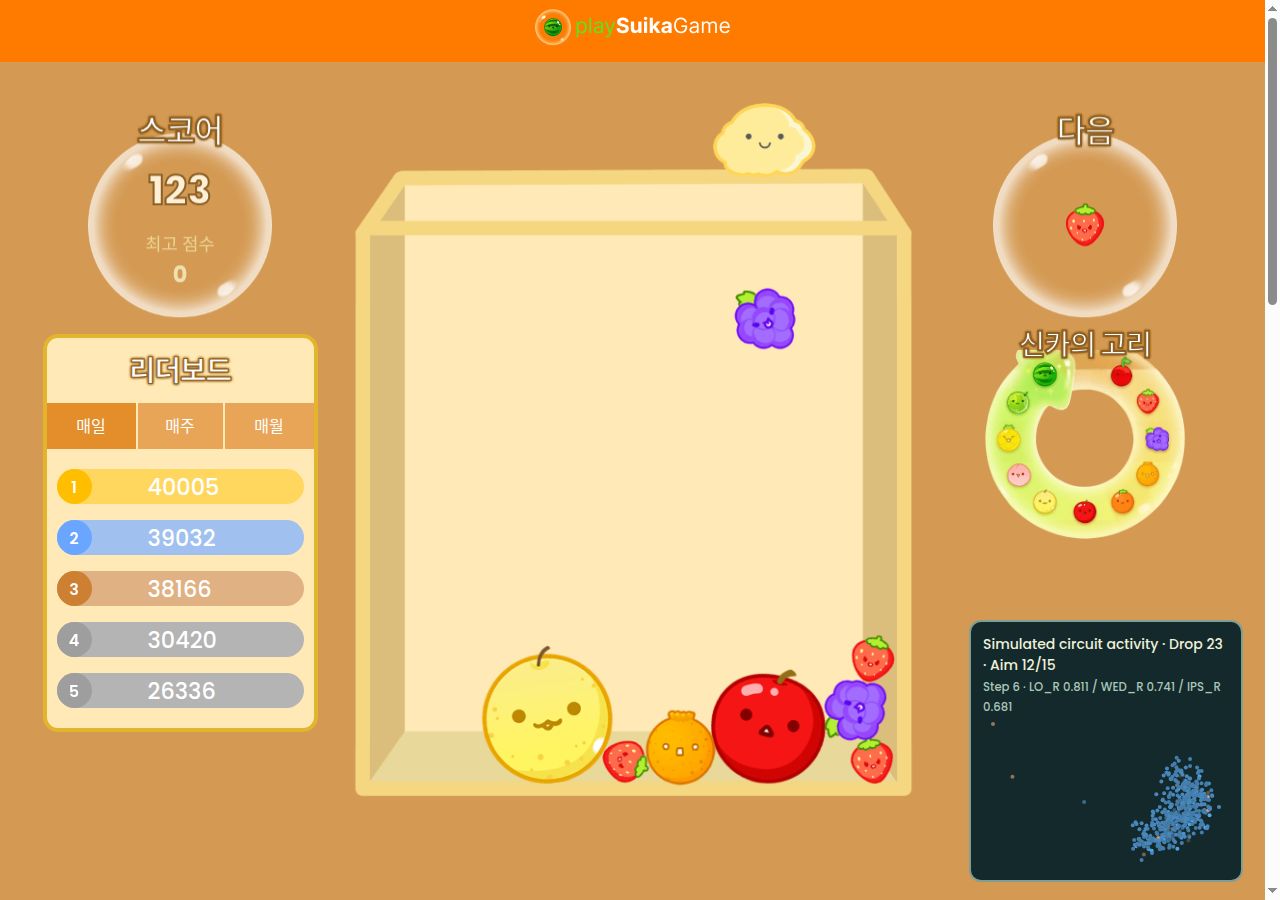 playSuikaGame
스코어
123
최고 점수
0
다음
신카의 고리
리더보드
매일 매주 매월
1 40005
2 39032
3 38166
4 30420
5 26336
Simulated circuit activity · Drop 23
· Aim 12/15
Step 6 · LO_R 0.811 / WED_R 0.741 / IPS_R
0.681